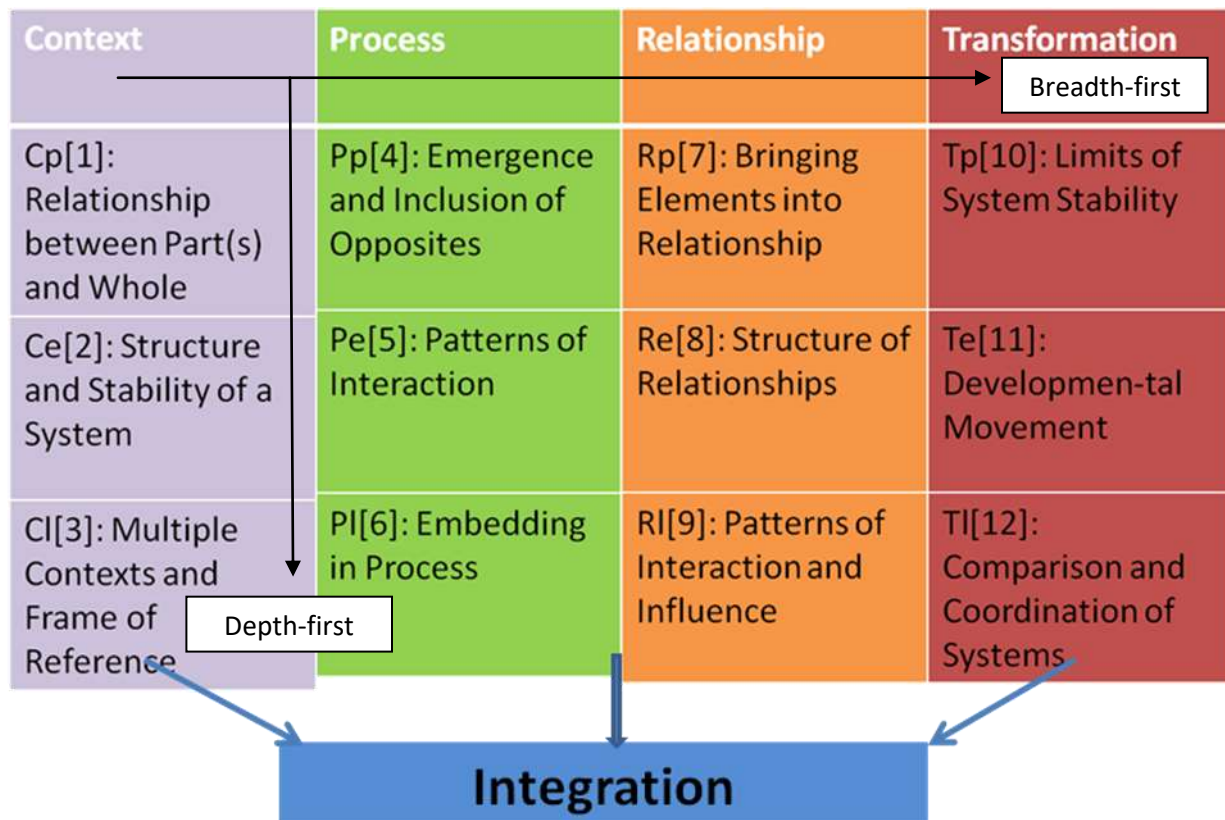 Context
Process
Relationship
Transformation
Breadth-first
Cp[1]:
Relationship
between Part(s)
and Whole
Pp[4]: Emergence
and Inclusion of
Opposites
Rp[7]: Bringing
Elements into
Relationship
Tp[10]: Limits of
System Stability
Ce[2]: Structure
and Stability of a
System
Pe[5]: Patterns of
Interaction
Re[8]: Structure of
Relationships
Te[11]:
Developmen-tal
Movement
Cl[3]: Multiple
Contexts and
Frame of
Reference
Depth-first
Pl[6]: Embedding
in Process
Rl[9]: Patterns of
Interaction and
Influence
Tl[12]:
Comparison and
Coordination of
Systems
Integration